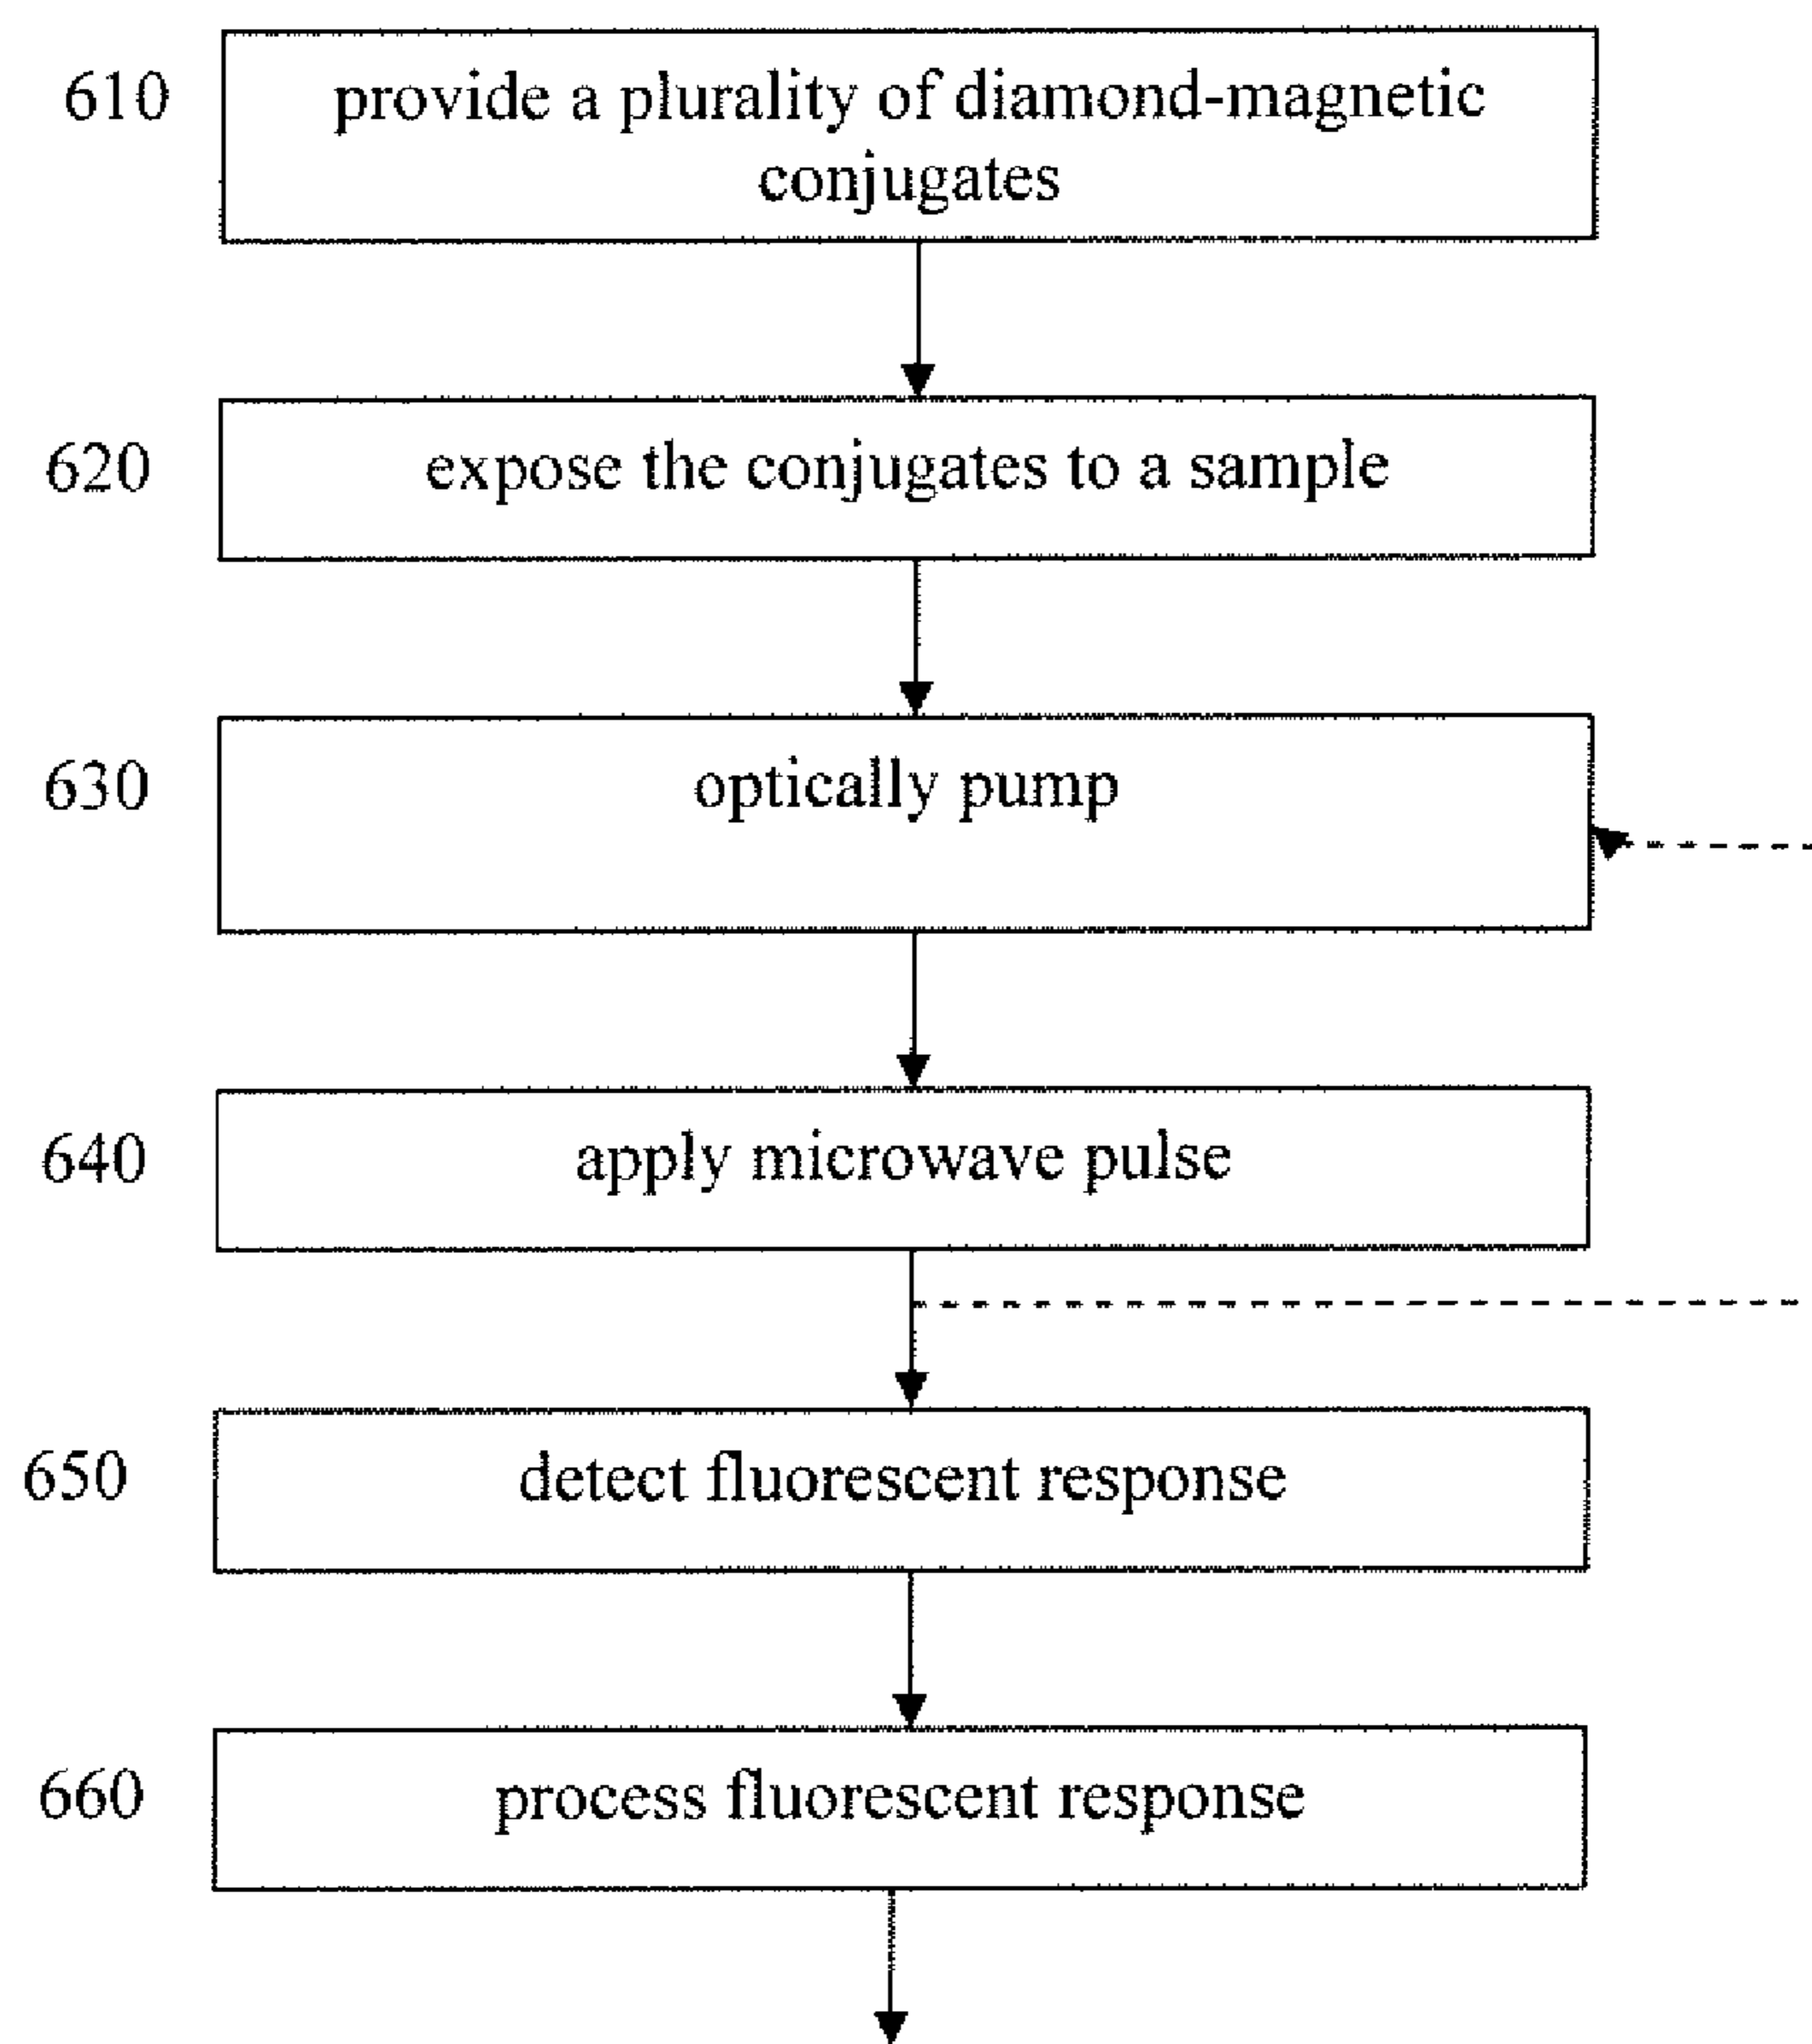 610 provide a plurality of diamond-magnetic
conjugates
620 expose the conjugates to a sample
630 optically pump
640 apply microwave pulse
650 detect fluorescent response
660 process fluorescent response